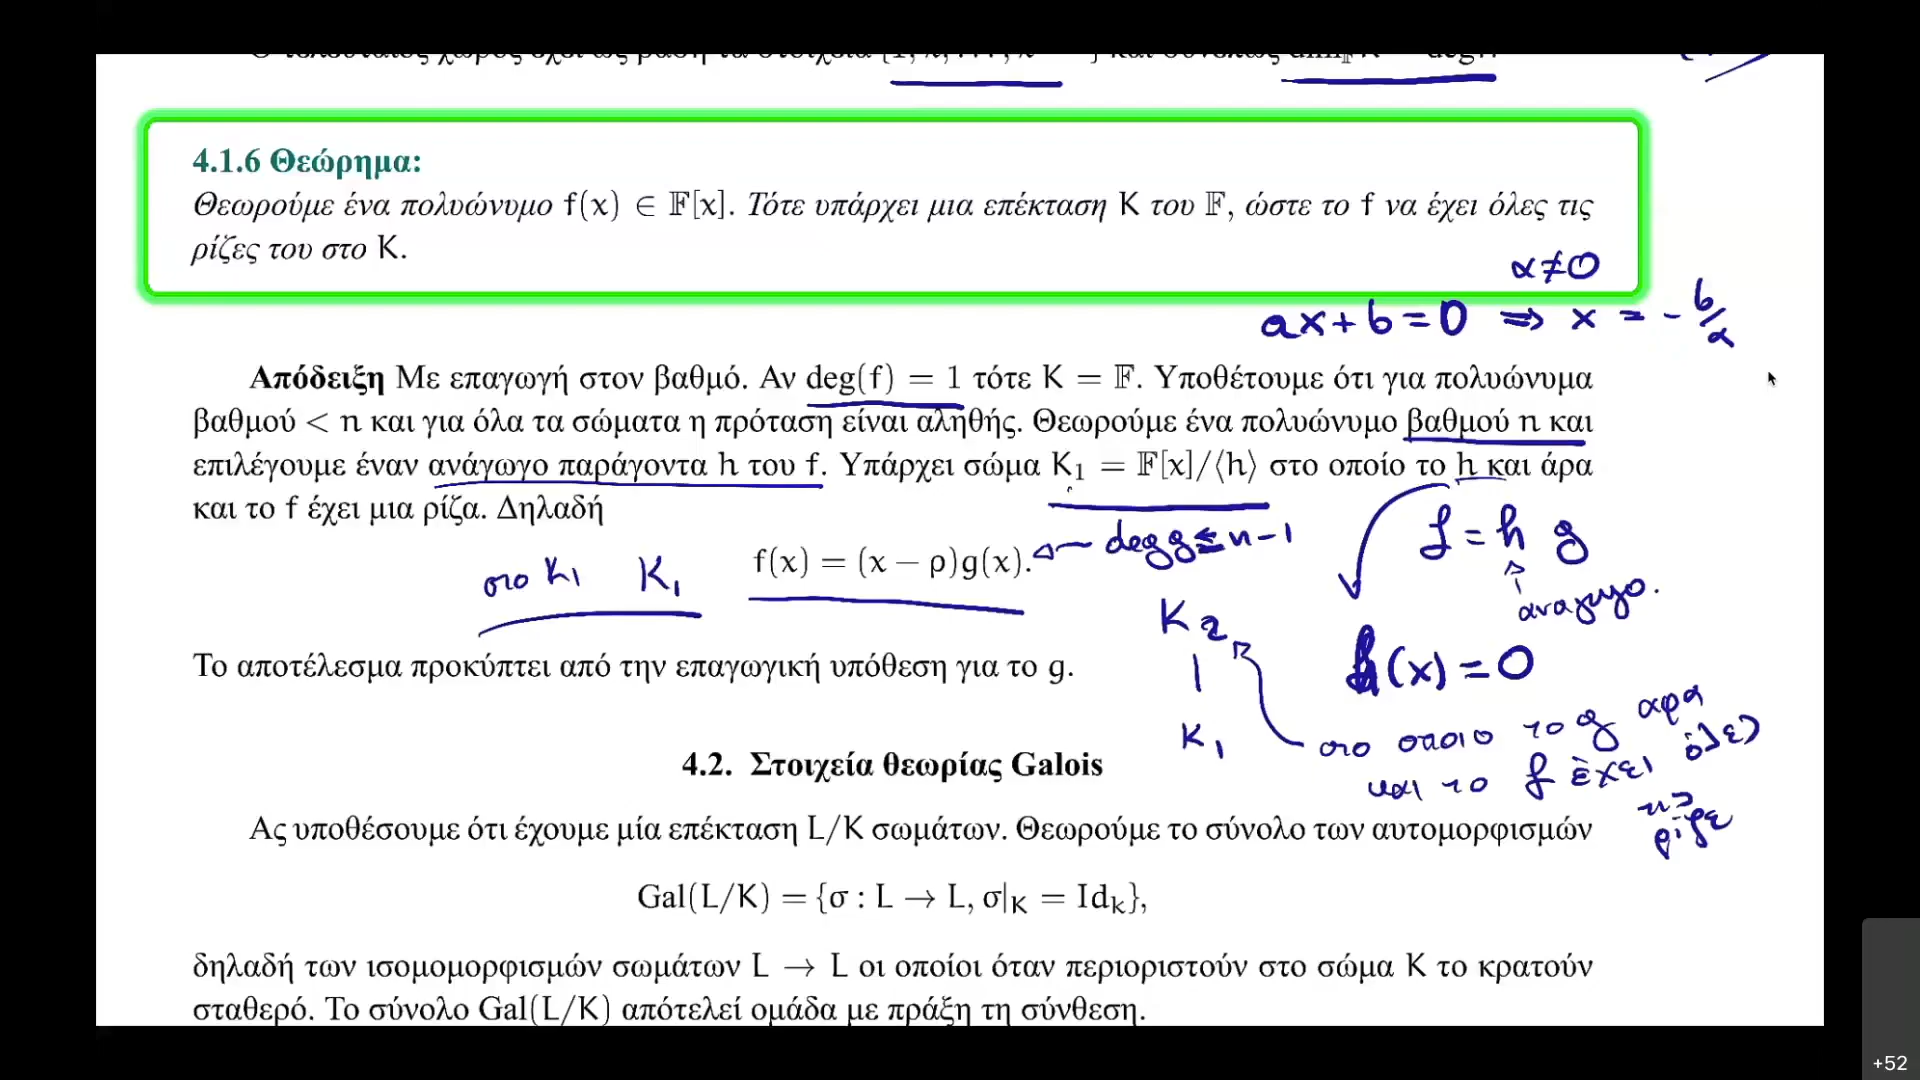 4.1.6 Θεώρημα:
Θεωρούμε ένα πολυώνυμο f(x) ∈ 𝔽[x]. Τότε υπάρχει μια επέκταση K του 𝔽, ώστε το f να έχει όλες τις
ρίζες του στο K.
α≠0
ax+b=0 ⇒ x = -b/α
Απόδειξη Με επαγωγή στον βαθμό. Αν deg(f) = 1 τότε K = 𝔽. Υποθέτουμε ότι για πολυώνυμα
βαθμού < n και για όλα τα σώματα η πρόταση είναι αληθής. Θεωρούμε ένα πολυώνυμο βαθμού n και
επιλέγουμε έναν ανάγωγο παράγοντα h του f. Υπάρχει σώμα K₁ = 𝔽[x]/⟨h⟩ στο οποίο το h και άρα
και το f έχει μια ρίζα. Δηλαδή
f = h g
αναγωγο.
στο K₁ K₁ f(x) = (x − ρ)g(x). deg g ≤ n-1
K₂
|
K₁
h(x)=0
Το αποτέλεσμα προκύπτει από την επαγωγική υπόθεση για το g.
στο οποιο το g αρα
και το f έχει όλες
τις
ρίζε
4.2. Στοιχεία θεωρίας Galois
Ας υποθέσουμε ότι έχουμε μία επέκταση L/K σωμάτων. Θεωρούμε το σύνολο των αυτομορφισμών
Gal(L/K) = {σ : L → L, σ|K = Idₖ},
δηλαδή των ισομομορφισμών σωμάτων L → L οι οποίοι όταν περιοριστούν στο σώμα K το κρατούν
σταθερό. Το σύνολο Gal(L/K) απότελεί ομάδα με πράξη τη σύνθεση.
+52